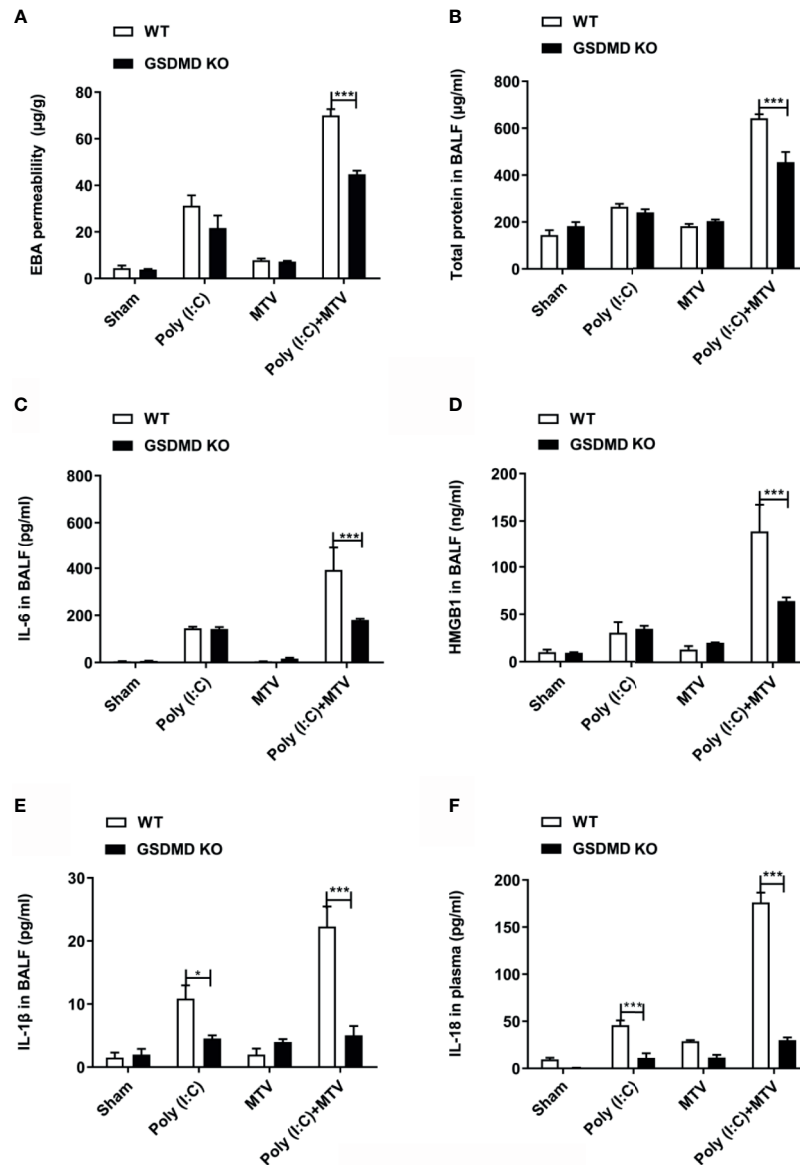 A
WT
GSDMD KO
EBA permeablility (μg/g)
80
60
40
20
0
***
Sham
Poly (I:C)
MTV
Poly (I:C)+MTV
B
WT
GSDMD KO
Total protein in BALF (μg/ml)
800
600
400
200
0
***
Sham
Poly (I:C)
MTV
Poly (I:C)+MTV
C
WT
GSDMD KO
IL-6 in BALF (pg/ml)
800
600
400
200
0
***
Sham
Poly (I:C)
MTV
Poly (I:C)+MTV
D
WT
GSDMD KO
HMGB1 in BALF (ng/ml)
200
150
100
50
0
***
Sham
Poly (I:C)
MTV
Poly (I:C)+MTV
E
WT
GSDMD KO
IL-1β in BALF (pg/ml)
30
20
10
0
*
***
Sham
Poly (I:C)
MTV
Poly (I:C)+MTV
F
WT
GSDMD KO
IL-18 in plasma (pg/ml)
200
150
100
50
0
***
***
Sham
Poly (I:C)
MTV
Poly (I:C)+MTV